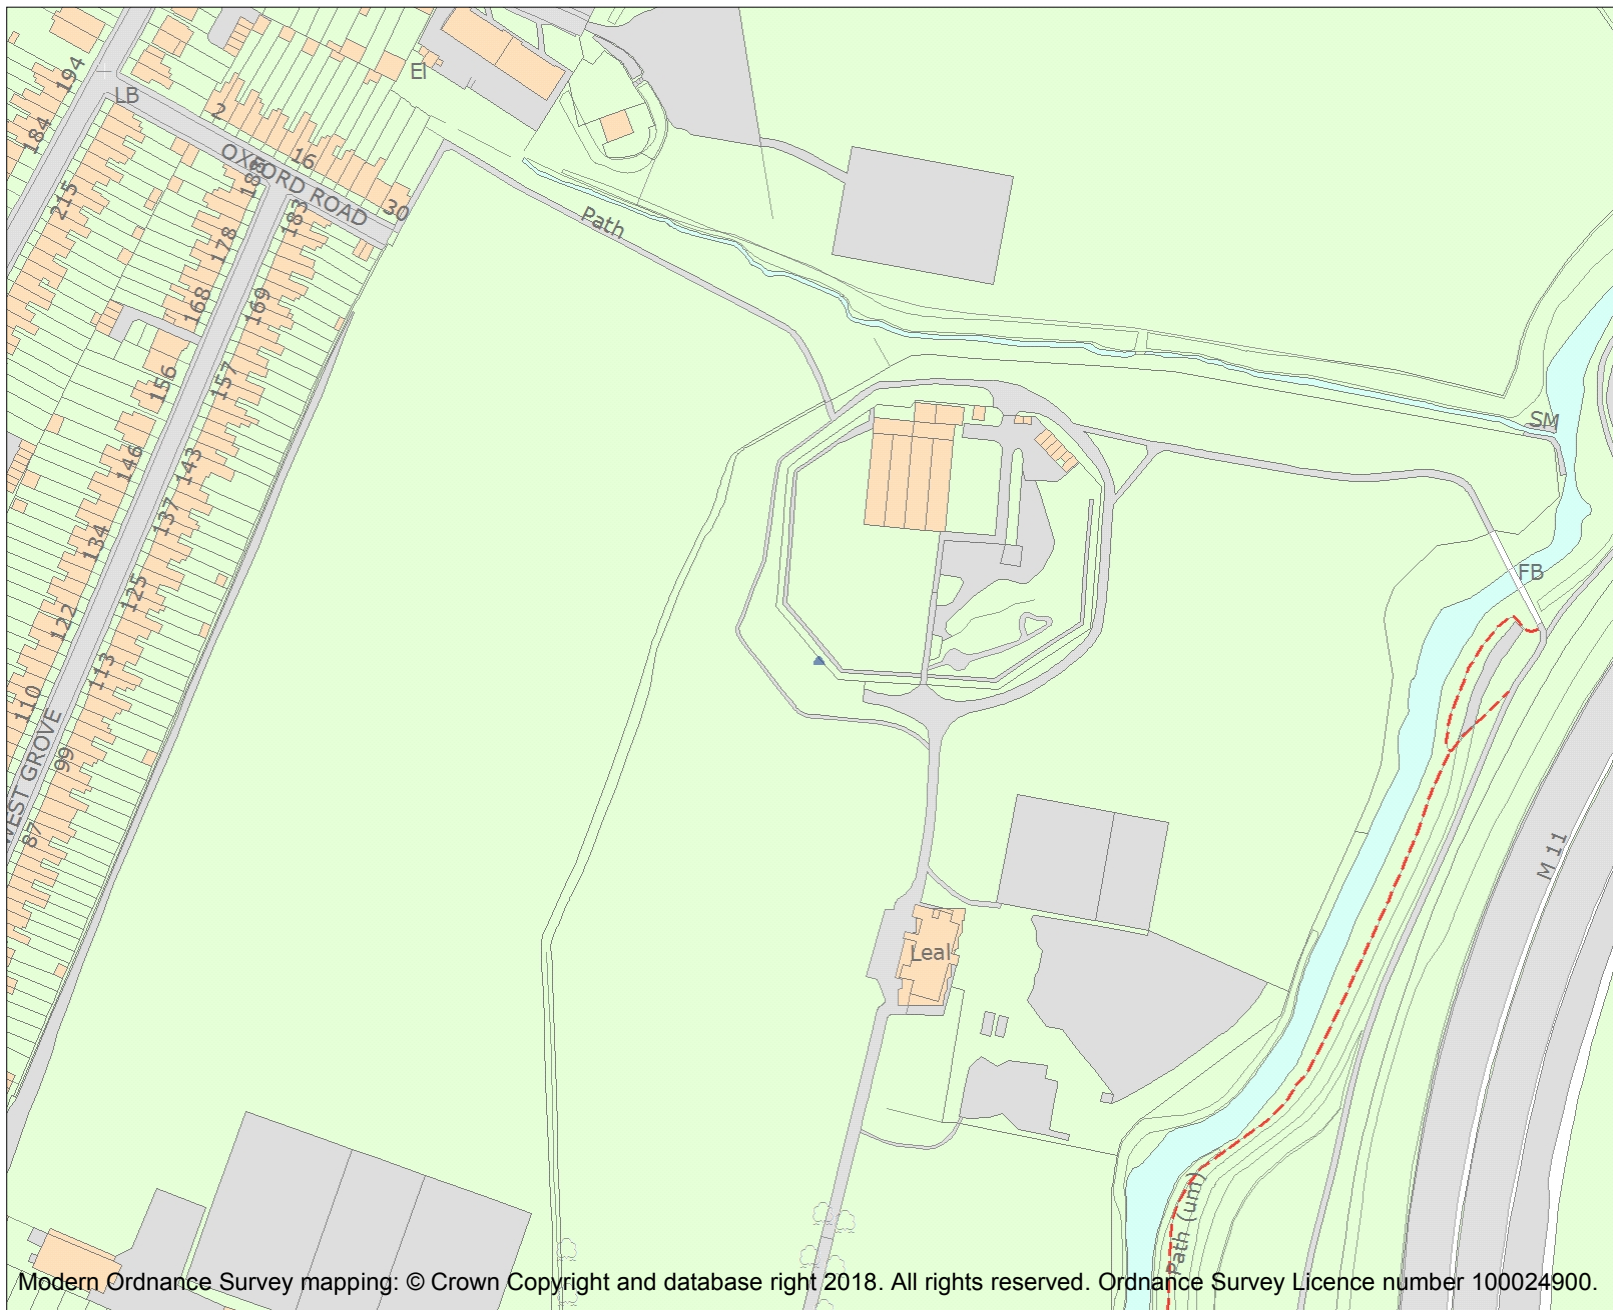 194
184
LB
2
El
OXFORD ROAD
16
30
215
185
183
178
168
169
Path
156
157
146
143
SM
134
137
122
125
FB
110
113
WEST GROVE
99
87
M 11
Leal
Path (um)
Modern Ordnance Survey mapping: © Crown Copyright and database right 2018. All rights reserved. Ordnance Survey Licence number 100024900.